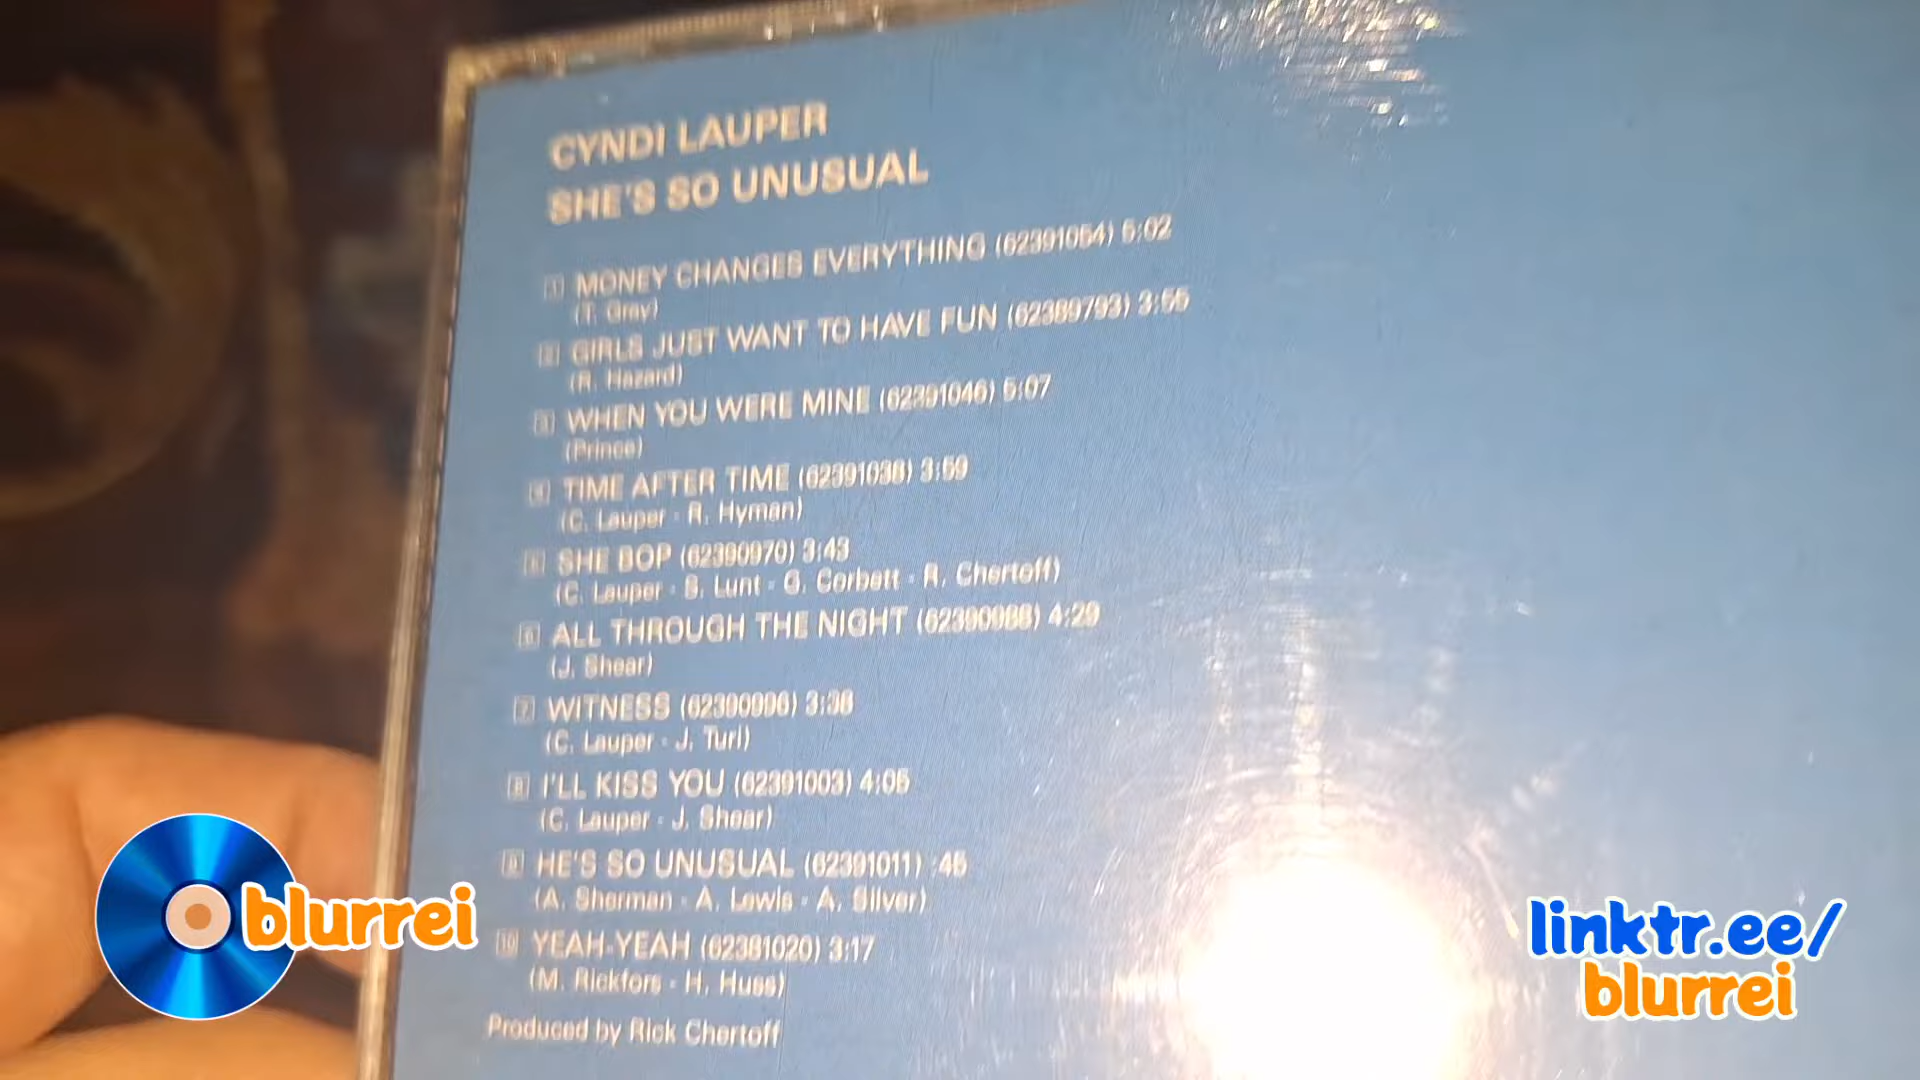 CYNDI LAUPER
SHE'S SO UNUSUAL
1 MONEY CHANGES EVERYTHING (62391054) 5:02
(T. Gray)
2 GIRLS JUST WANT TO HAVE FUN (62389793) 3:55
(R. Hazard)
3 WHEN YOU WERE MINE (62391046) 5:07
(Prince)
4 TIME AFTER TIME (62391038) 3:59
(C. Lauper - R. Hyman)
5 SHE BOP (62390970) 3:43
(C. Lauper - S. Lunt - G. Corbett - R. Chertoff)
6 ALL THROUGH THE NIGHT (62390988) 4:29
(J. Shear)
7 WITNESS (62390996) 3:38
(C. Lauper - J. Turi)
8 I'LL KISS YOU (62391003) 4:05
(C. Lauper - J. Shear)
9 HE'S SO UNUSUAL (62391011) :45
(A. Sherman - A. Lewis - A. Silver)
10 YEAH-YEAH (62381020) 3:17
(M. Rickfors - H. Huss)
Produced by Rick Chertoff
blurrei
linktr.ee/
blurrei